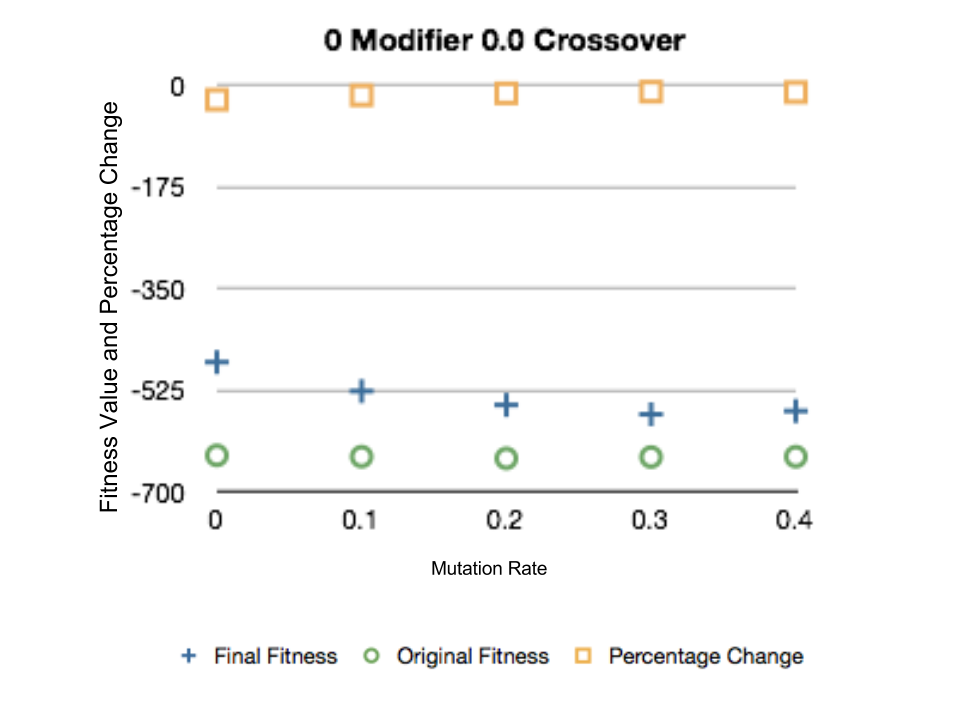 0 Modifier 0.0 Crossover
Fitness Value and Percentage Change
0
-175
-350
-525
-700
0 0.1 0.2 0.3 0.4
Mutation Rate
Final Fitness Original Fitness Percentage Change